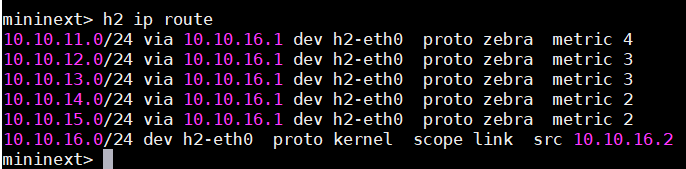 mininext> h2 ip route
10.10.11.0/24 via 10.10.16.1 dev h2-eth0  proto zebra  metric 4
10.10.12.0/24 via 10.10.16.1 dev h2-eth0  proto zebra  metric 3
10.10.13.0/24 via 10.10.16.1 dev h2-eth0  proto zebra  metric 3
10.10.14.0/24 via 10.10.16.1 dev h2-eth0  proto zebra  metric 2
10.10.15.0/24 via 10.10.16.1 dev h2-eth0  proto zebra  metric 2
10.10.16.0/24 dev h2-eth0  proto kernel  scope link  src 10.10.16.2
mininext>